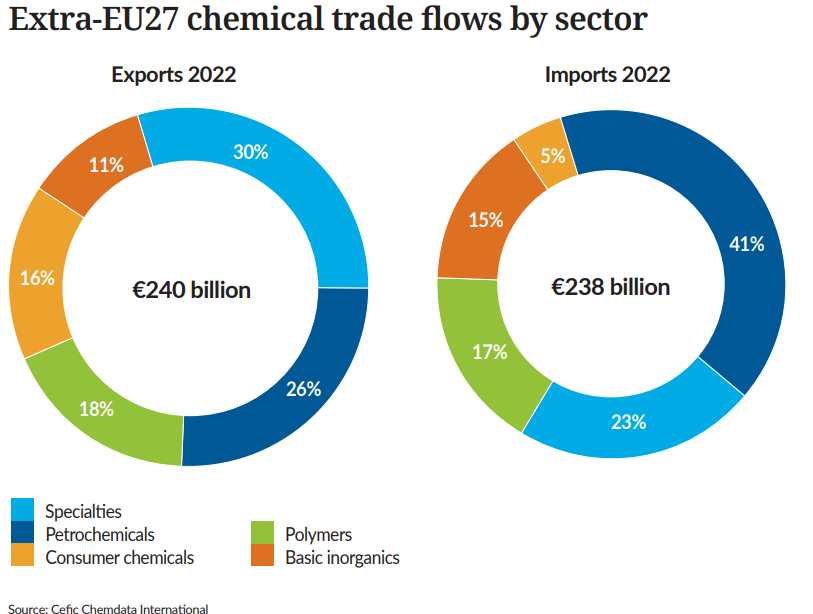 Extra-EU27 chemical trade flows by sector
Exports 2022
30%
26%
18%
16%
11%
€240 billion
Imports 2022
41%
23%
17%
15%
5%
€238 billion
Specialties
Petrochemicals
Consumer chemicals
Polymers
Basic inorganics
Source: Cefic Chemdata International